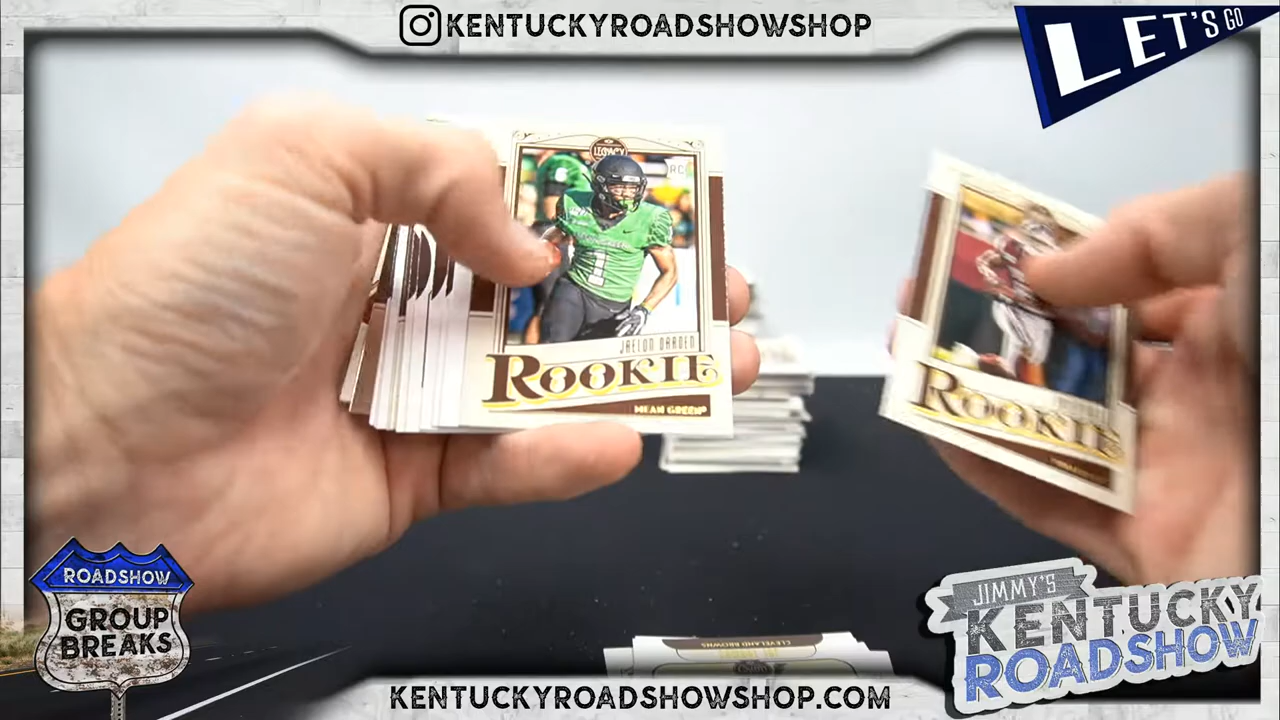 KENTUCKYROADSHOWSHOP
LET'S GO
LEGACY
RC
1
JAELON DARDEN
ROOKIE
MEAN GREEN
ROOKIE
ROADSHOW
GROUP
BREAKS
JIMMY'S
KENTUCKY
ROADSHOW
CLEVELAND BROWNS
KENTUCKYROADSHOWSHOP.COM